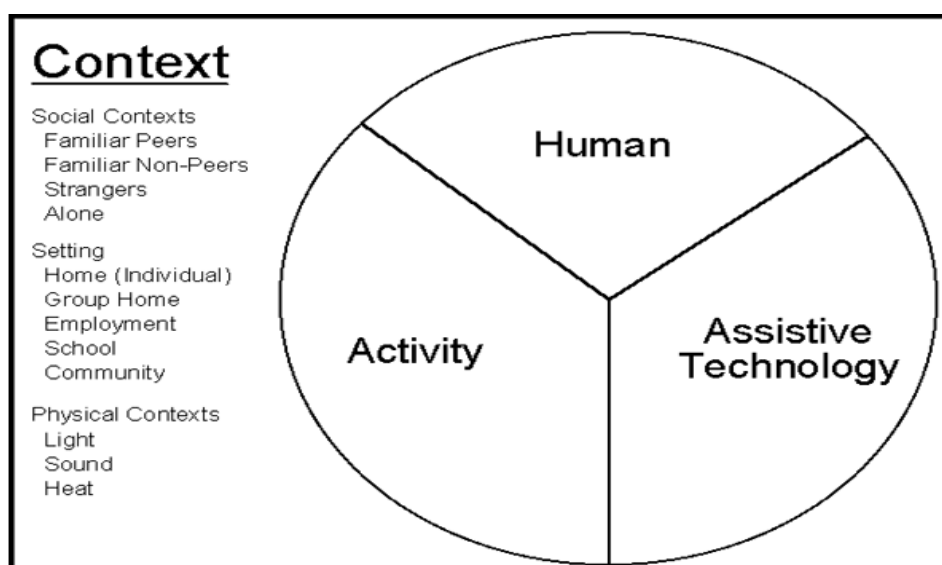 Context
Social Contexts
Familiar Peers
Familiar Non-Peers
Strangers
Alone
Setting
Home (Individual)
Group Home
Employment
School
Community
Physical Contexts
Light
Sound
Heat
Human
Activity
Assistive
Technology